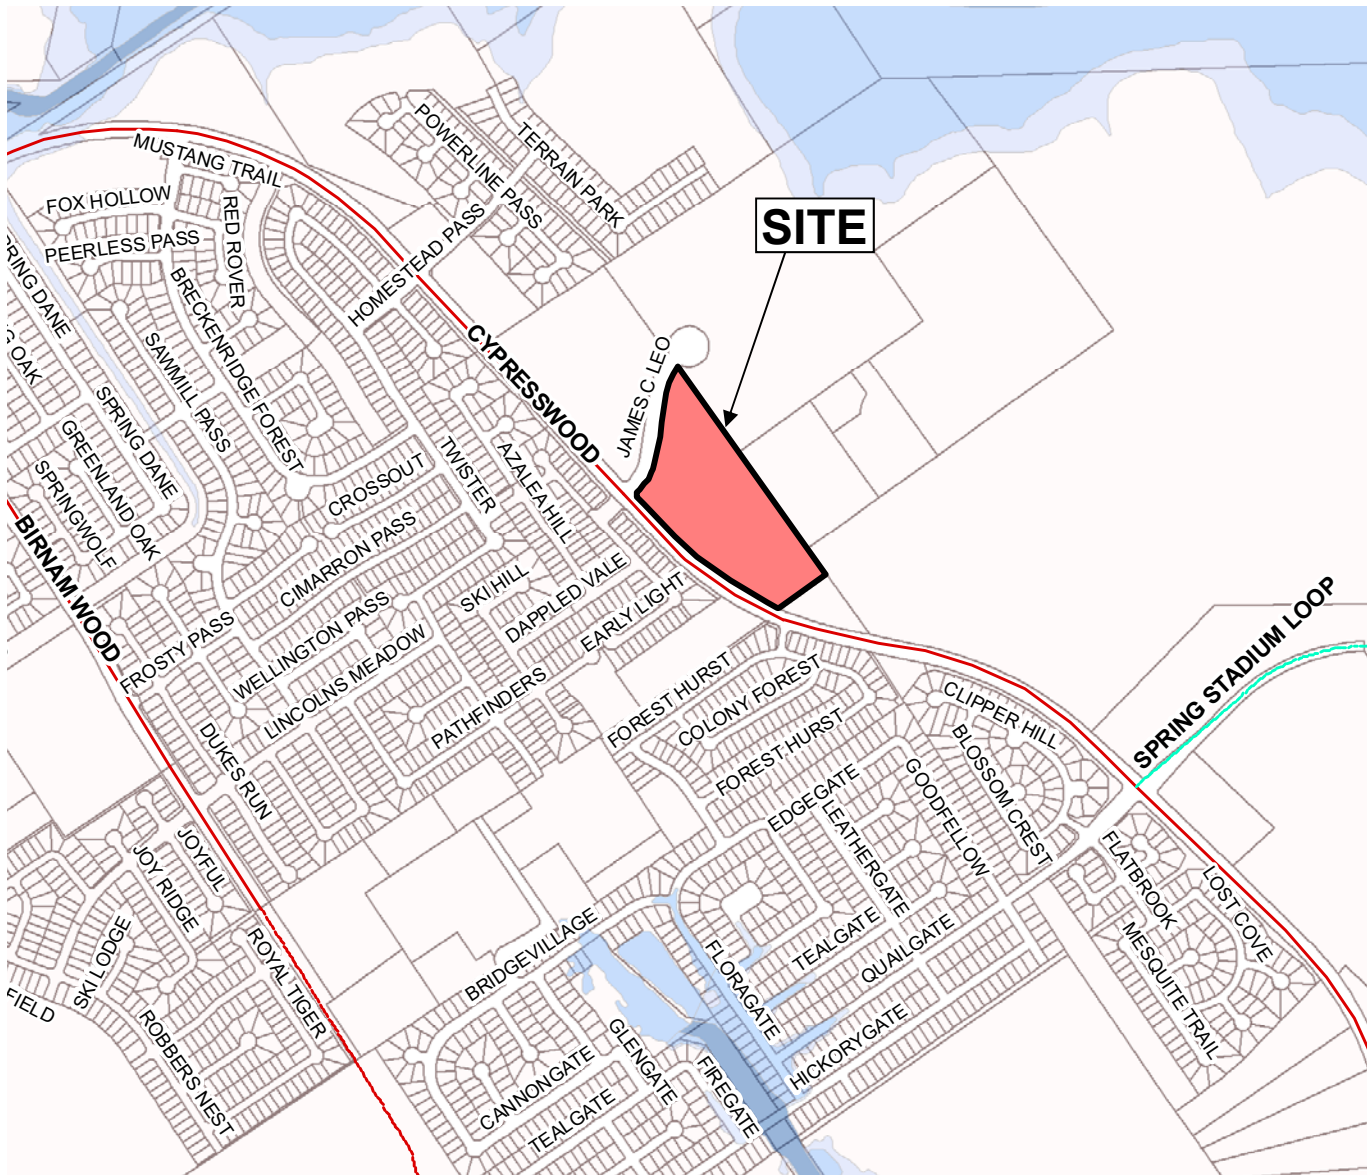 MUSTANG TRAIL
FOX HOLLOW
PEERLESS PASS
RED ROVER
POWERLINE PASS
TERRAIN PARK
HOMESTEAD PASS
SITE
SPRING DANE
BRECKENRIDGE FOREST
SAWMILL PASS
OAK
CYPRESSWOOD
JAMES C. LEO
SPRING DANE
GREENLAND OAK
SPRINGWOLF
TWISTER
AZALEA HILL
CROSSOUT
CIMARRON PASS
BIRNAM WOOD
SKI HILL
DAPPLED VALE
EARLY LIGHT
FROSTY PASS
WELLINGTON PASS
LINCOLNS MEADOW
PATHFINDERS
DUKES RUN
FOREST HURST
COLONY FOREST
FOREST HURST
CLIPPER HILL
BLOSSOM CREST
SPRING STADIUM LOOP
GOODFELLOW
EDGEGATE
LEATHERGATE
JOYFUL
JOY RIDGE
FLATBROOK
LOST COVE
MESQUITE TRAIL
SKI LODGE
ROYAL TIGER
BRIDGEVILLAGE
FLORAGATE
TEALGATE
QUAILGATE
HICKORYGATE
FIELD
ROBBERS NEST
CANNONGATE
GLENGATE
TEALGATE
FIREGATE